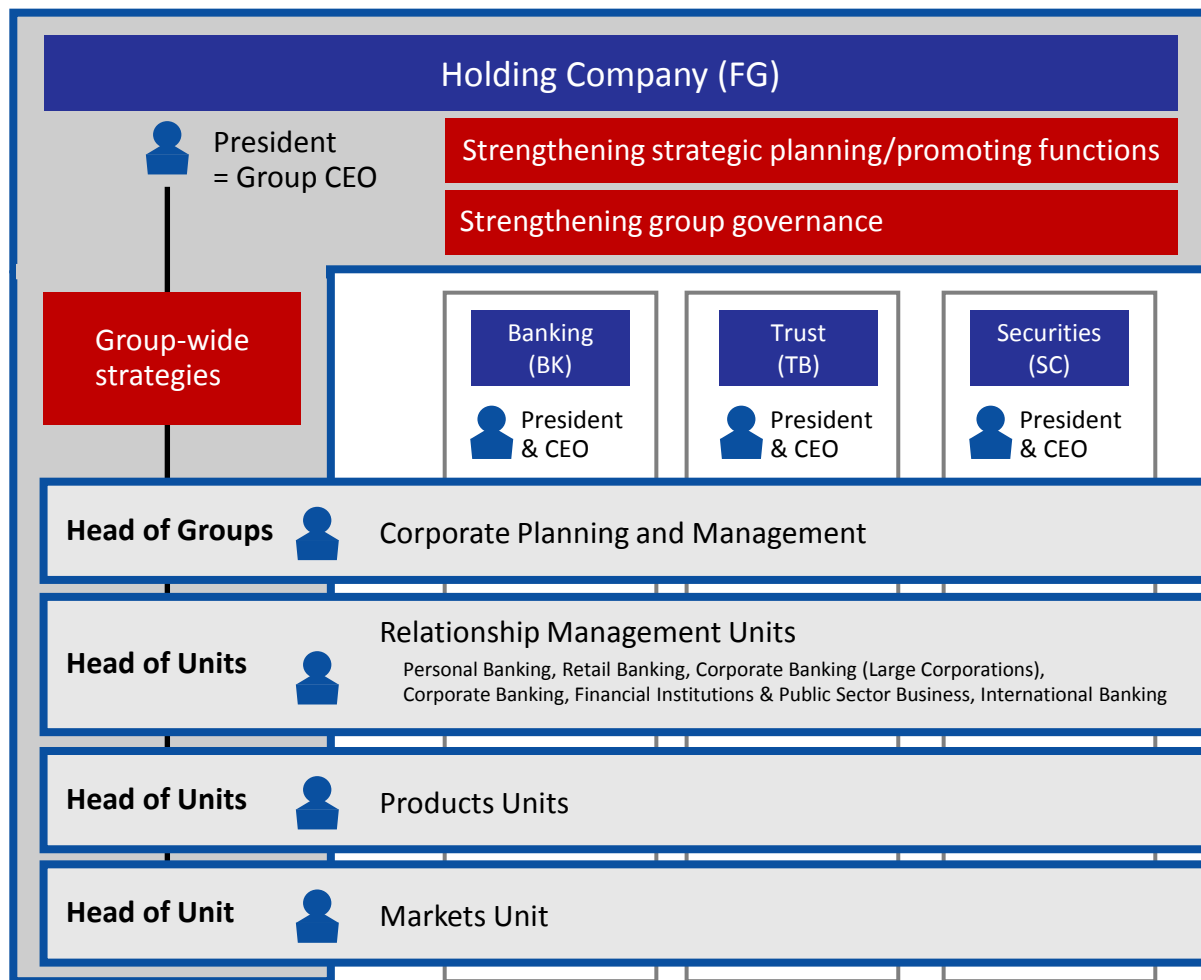 Holding Company (FG)
President
= Group CEO
Strengthening strategic planning/promoting functions
Strengthening group governance
Group-wide
strategies
Banking
(BK)
President
& CEO
Trust
(TB)
President
& CEO
Securities
(SC)
President
& CEO
Head of Groups
Corporate Planning and Management
Head of Units
Relationship Management Units
Personal Banking, Retail Banking, Corporate Banking (Large Corporations),
Corporate Banking, Financial Institutions & Public Sector Business, International Banking
Head of Units
Products Units
Head of Unit
Markets Unit